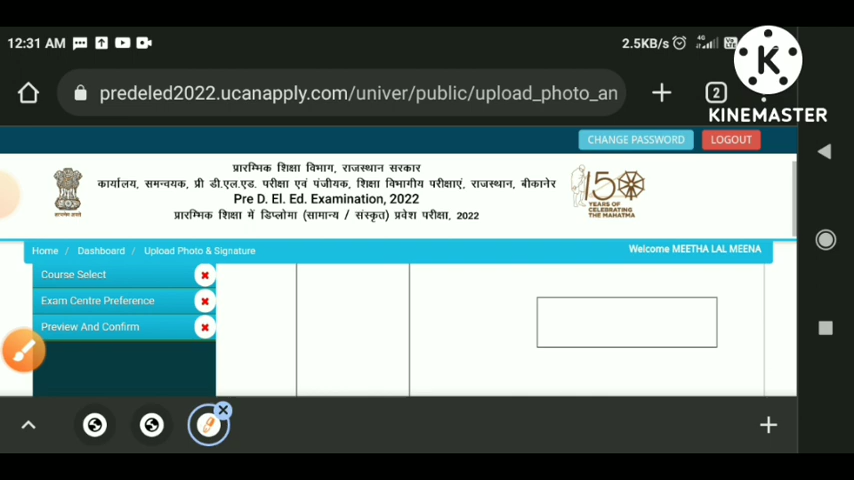 12:31 AM
2.5KB/s
4G
predeled2022.ucanapply.com/univer/public/upload_photo_an
2
KINEMASTER
CHANGE PASSWORD
LOGOUT
प्रारम्भिक शिक्षा विभाग, राजस्थान सरकार
कार्यालय, समन्वयक, प्री डी.एल.एड. परीक्षा एवं पंजीयक, शिक्षा विभागीय परीक्षाएं, राजस्थान, बीकानेर
Pre D. El. Ed. Examination, 2022
प्रारम्भिक शिक्षा में डिप्लोमा (सामान्य / संस्कृत) प्रवेश परीक्षा, 2022
150
YEARS OF
CELEBRATING
THE MAHATMA
Home / Dashboard / Upload Photo & Signature
Welcome MEETHA LAL MEENA
Course Select
Exam Centre Preference
Preview And Confirm